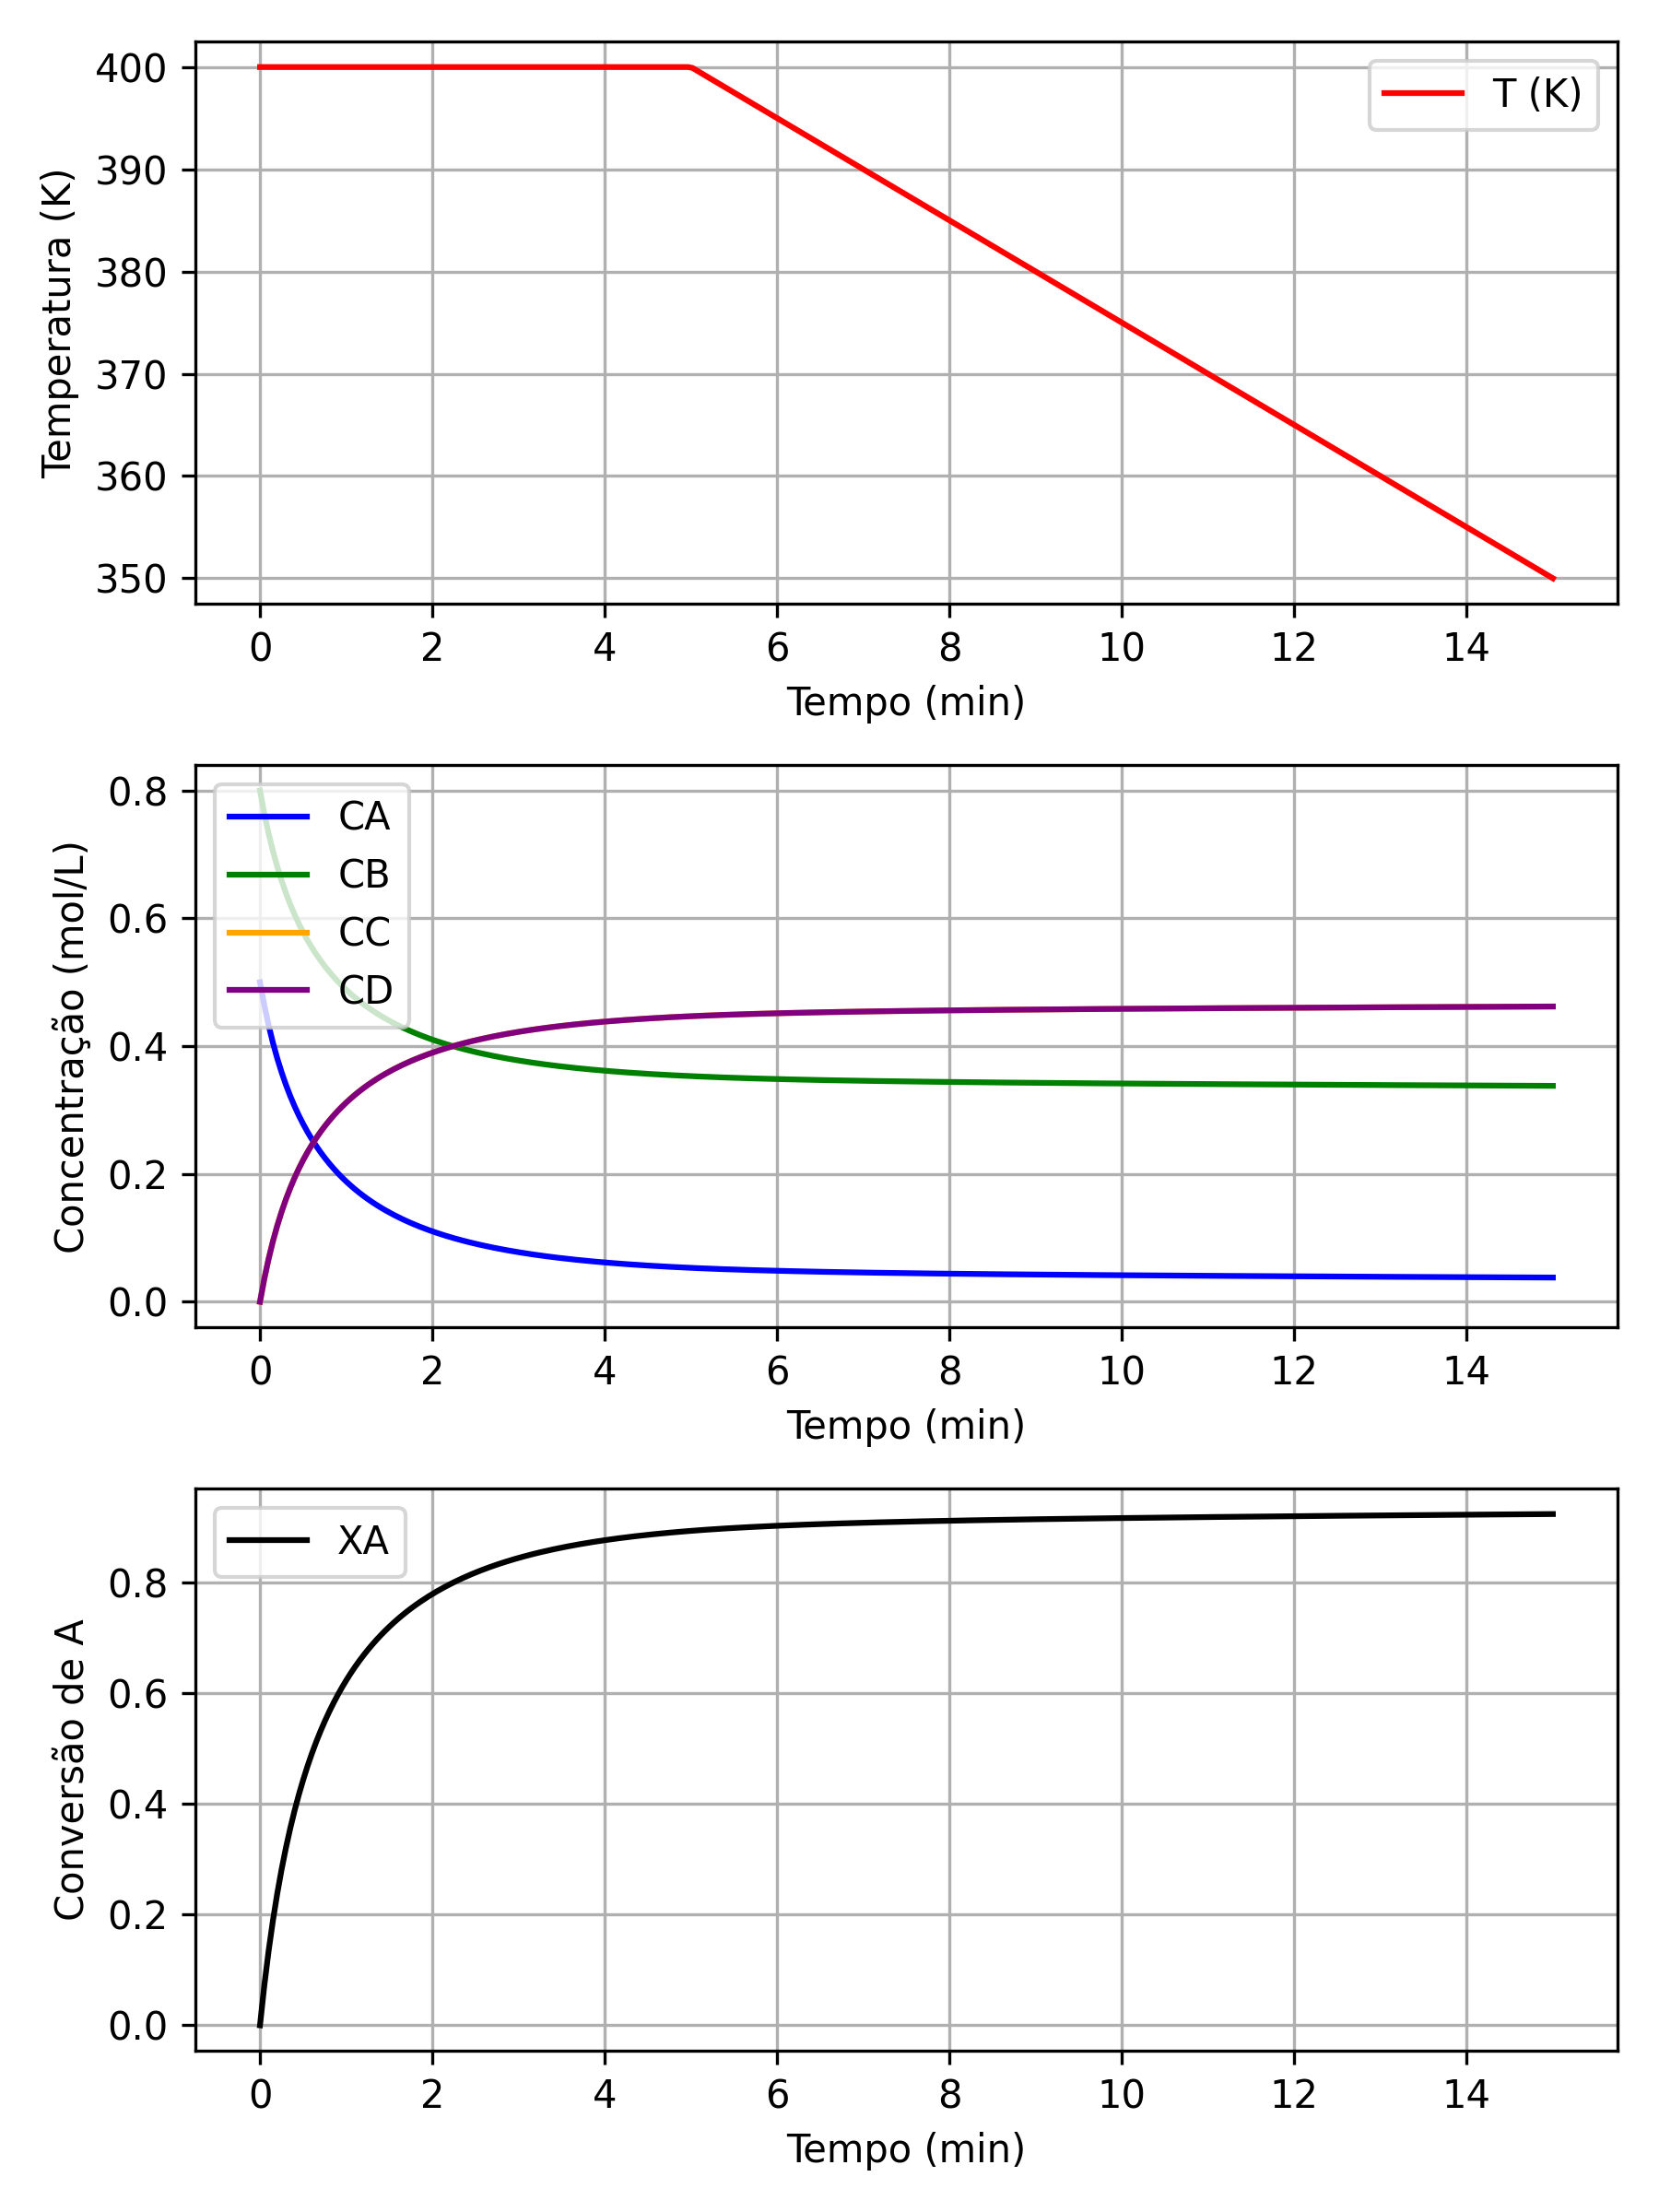 Temperatura (K)
400
390
380
370
360
350
T (K)
0 2 4 6 8 10 12 14
Tempo (min)
Concentração (mol/L)
0.8
0.6
0.4
0.2
0.0
CA
CB
CC
CD
0 2 4 6 8 10 12 14
Tempo (min)
Conversão de A
0.8
0.6
0.4
0.2
0.0
XA
0 2 4 6 8 10 12 14
Tempo (min)